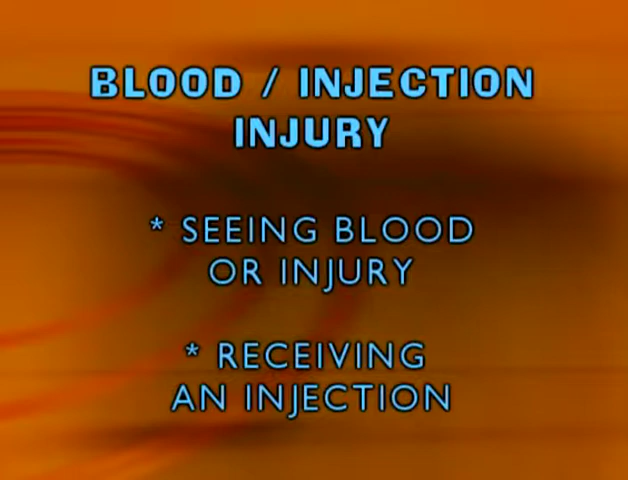 BLOOD / INJECTION
INJURY
* SEEING BLOOD
OR INJURY
* RECEIVING
AN INJECTION